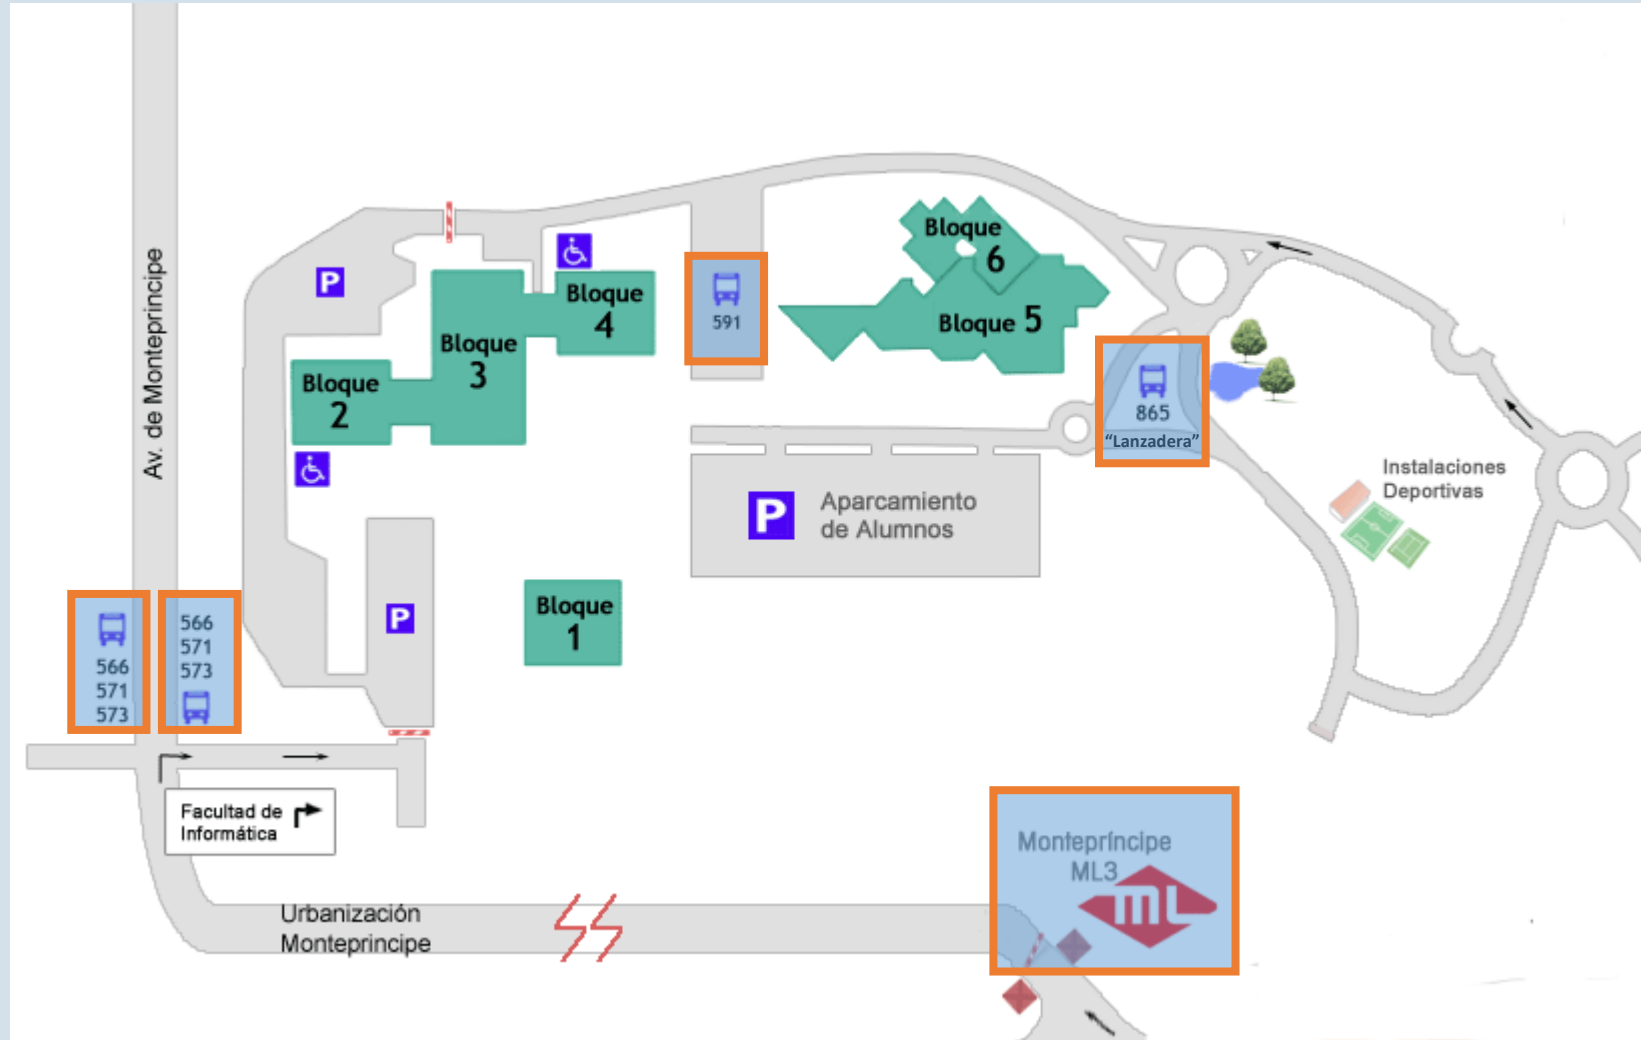 Bloque
6
Bloque 5
Bloque
4
591
P
Bloque
3
Bloque
2
865
"Lanzadera"
Av. de Monteprincipe
Instalaciones
Deportivas
P
Aparcamiento
de Alumnos
Bloque
1
P
566
571
573
566
571
573
Facultad de
Informática
Montepríncipe
ML3
ML
Urbanización
Monteprincipe